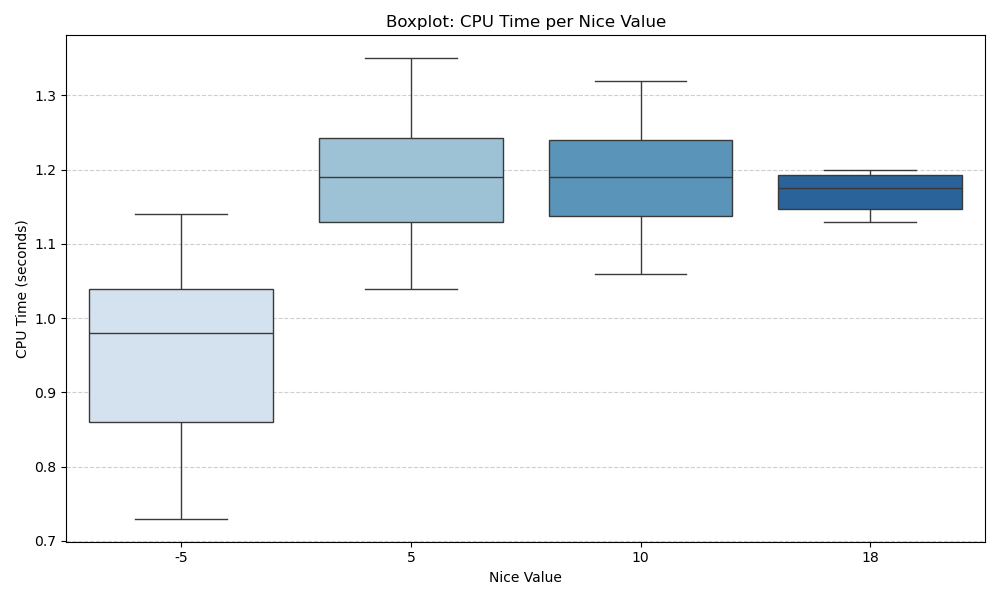 Boxplot: CPU Time per Nice Value
CPU Time (seconds)
1.3
1.2
1.1
1.0
0.9
0.8
0.7
-5 5 10 18
Nice Value